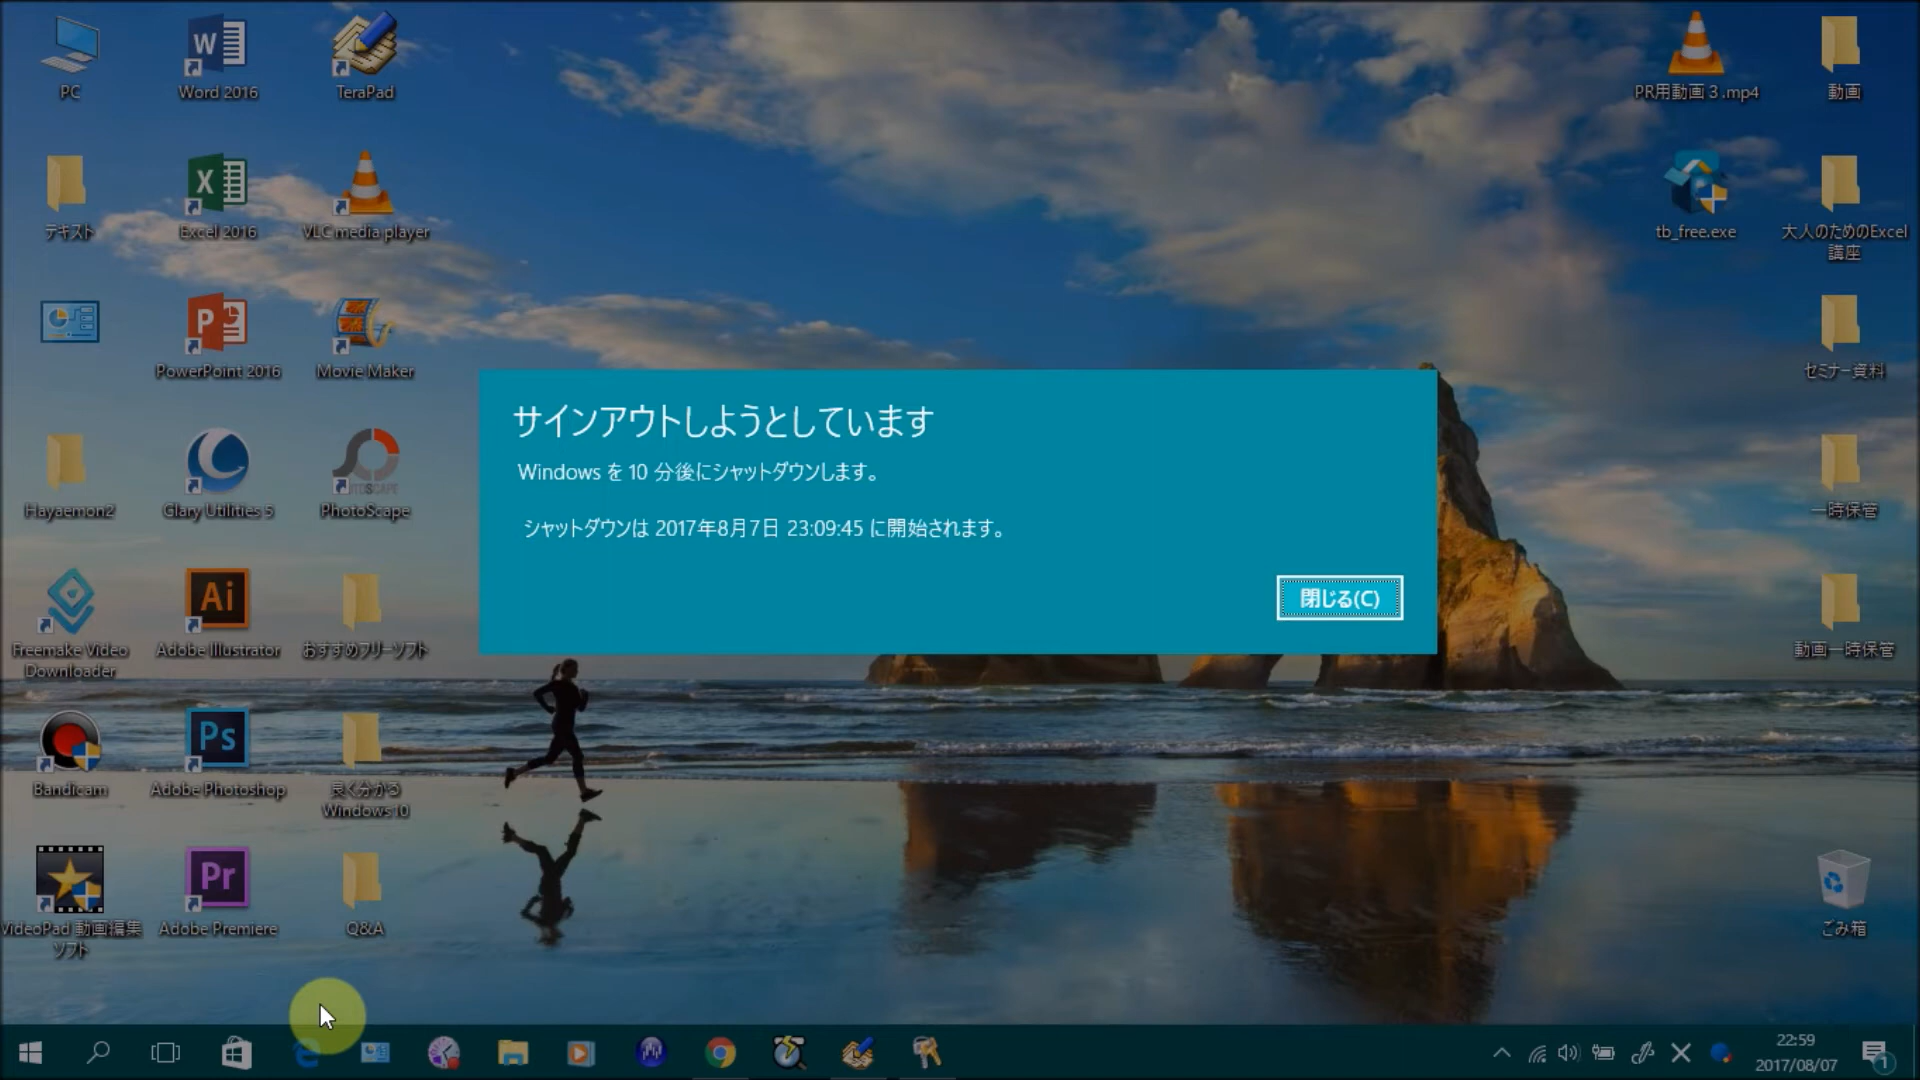 PC
Word 2016
TeraPad
PR用動画３.mp4
動画
テキスト
Excel 2016
VLC media player
tb_free.exe
大人のためのExcel
講座
PowerPoint 2016
Movie Maker
セミナー資料
サインアウトしようとしています
Windows を 10 分後にシャットダウンします。
シャットダウンは 2017年8月7日 23:09:45 に開始されます。
閉じる(C)
Hayaemon2
Glary Utilities 5
PhotoScape
一時保管
Freemake Video
Downloader
Adobe Illustrator
おすすめフリーソフト
動画一時保管
Bandicam
Adobe Photoshop
良く分かる
Windows10
VideoPad 動画編集
ソフト
Adobe Premiere
Q&A
ごみ箱
22:59
2017/08/07